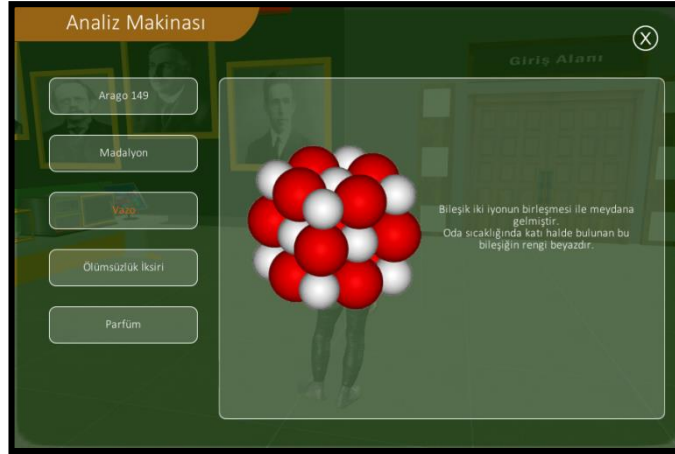 Analiz Makinası
X
Giriş Alanı
Arago 149
Madalyon
Vazo
Ölümsüzlük İksiri
Parfüm
Bileşik iki iyonun birleşmesi ile meydana
gelmiştir.
Oda sıcaklığında katı halde bulunan bu
bileşiğin rengi beyazdır.